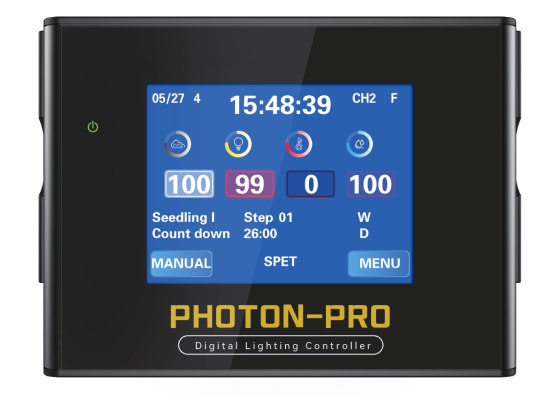 05/27 4 15:48:39 CH2 F
100 99 0 100
Seedling I Step 01 W
Count down 26:00 D
MANUAL SPET MENU
PHOTON-PRO
Digital Lighting Controller